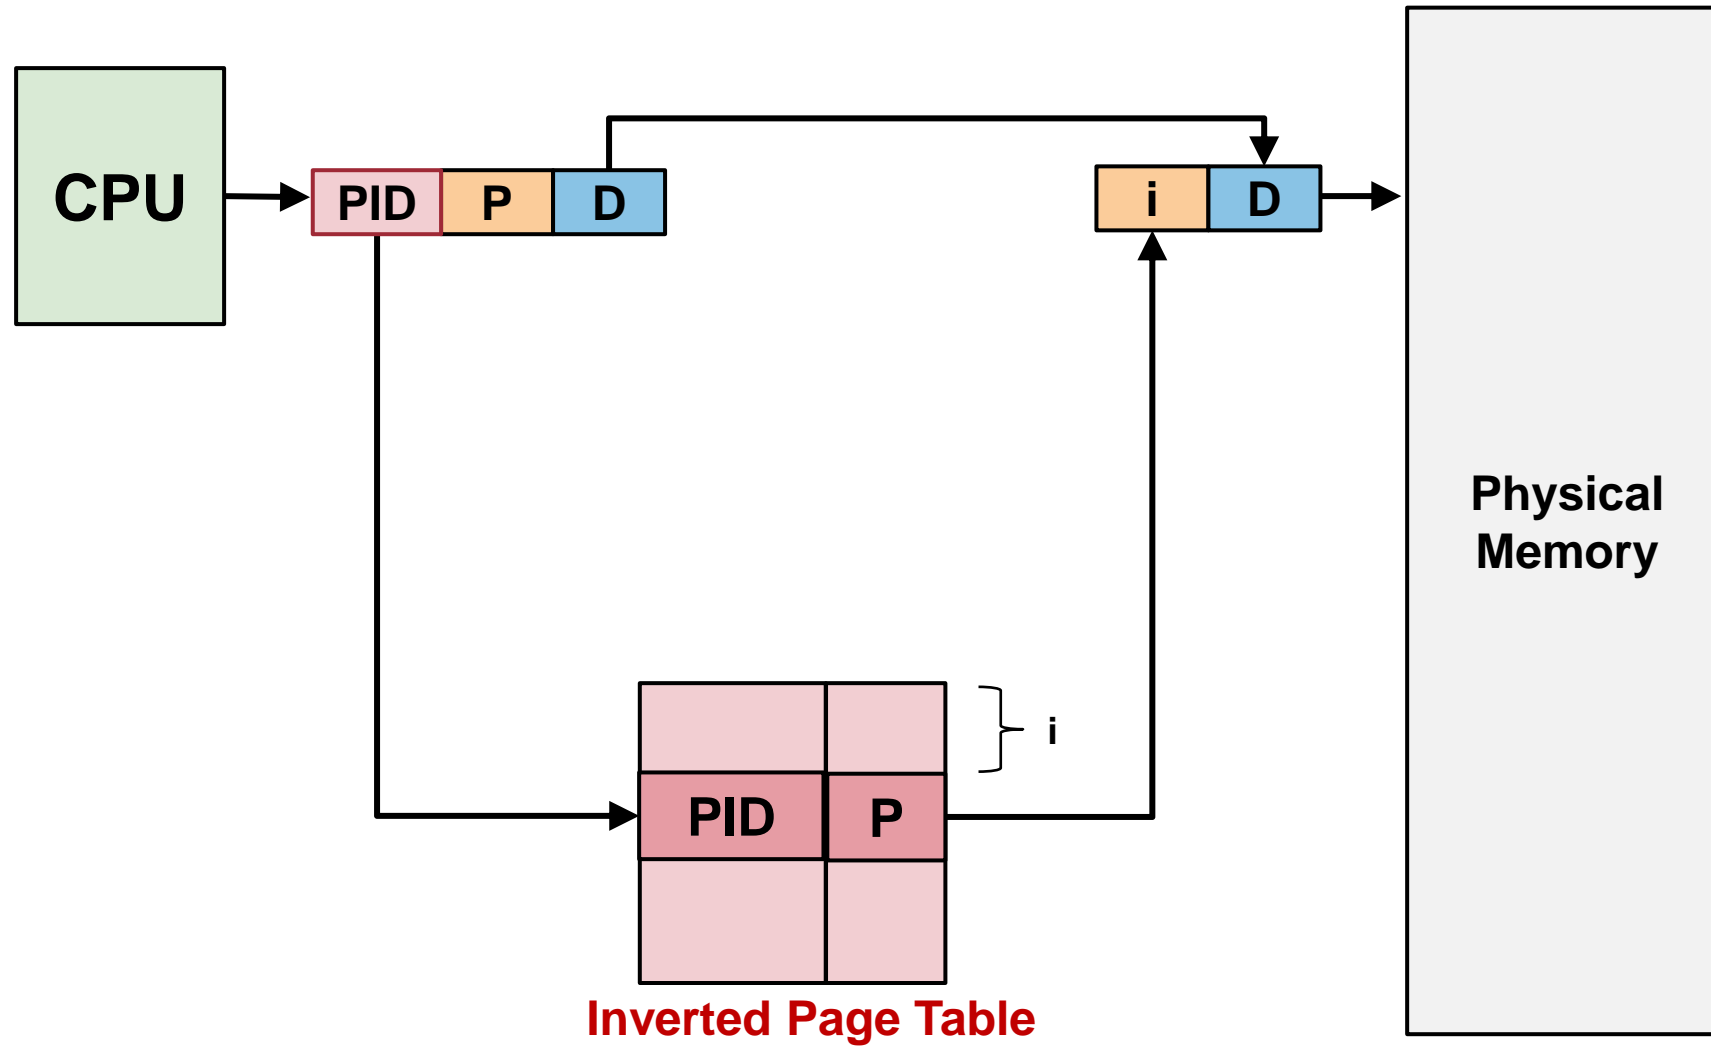 CPU
PID P D
i D
Physical
Memory
i
PID P
Inverted Page Table